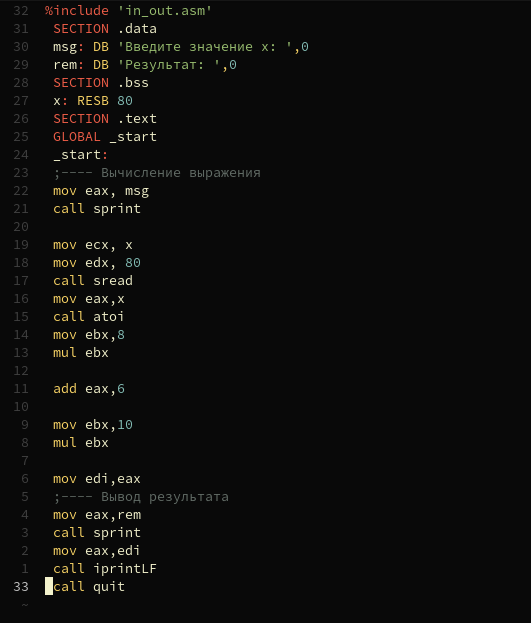 32 %include 'in_out.asm'
31 SECTION .data
30 msg: DB 'Введите значение x: ',0
29 rem: DB 'Результат: ',0
28 SECTION .bss
27 x: RESB 80
26 SECTION .text
25 GLOBAL _start
24 _start:
23 ;---- Вычисление выражения
22 mov eax, msg
21 call sprint
20
19 mov ecx, x
18 mov edx, 80
17 call sread
16 mov eax,x
15 call atoi
14 mov ebx,8
13 mul ebx
12
11 add eax,6
10
9 mov ebx,10
8 mul ebx
7
6 mov edi,eax
5 ;---- Вывод результата
4 mov eax,rem
3 call sprint
2 mov eax,edi
1 call iprintLF
33 call quit
~